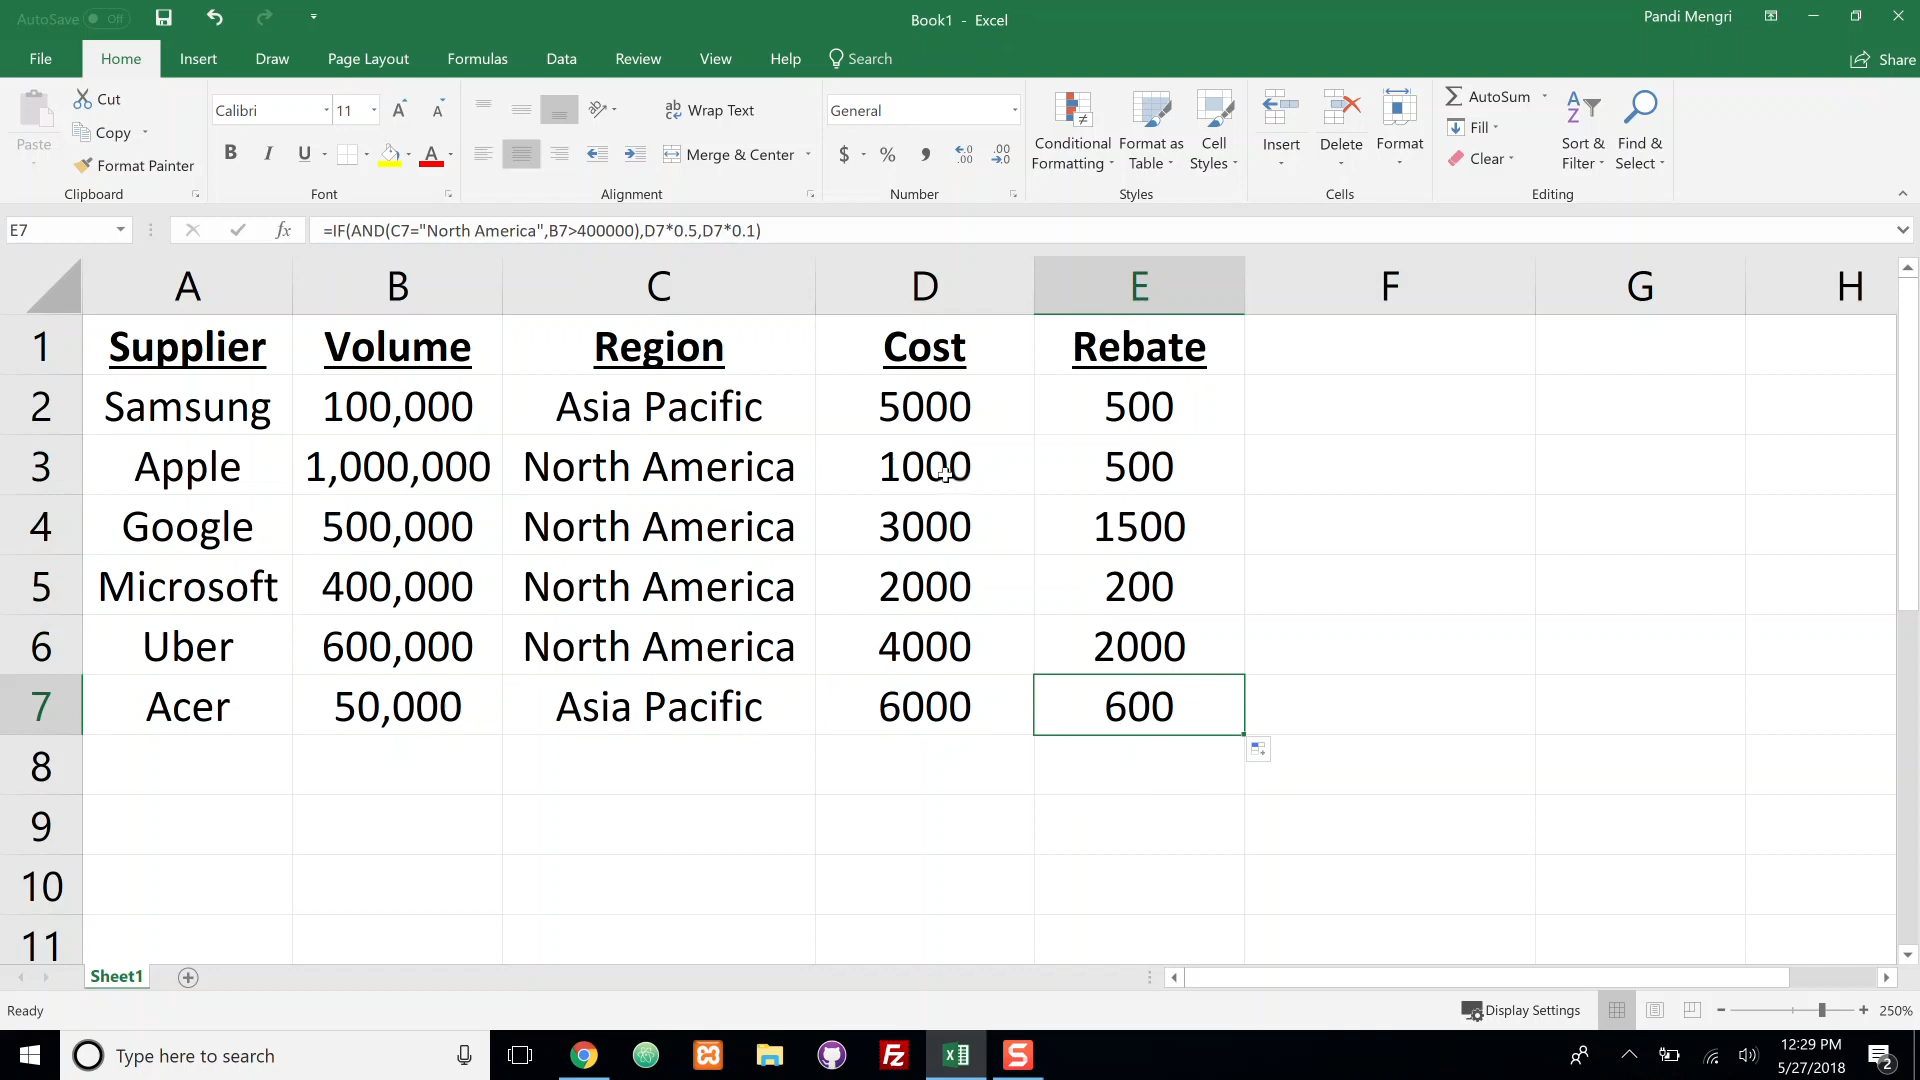 AutoSave Off
Book1 - Excel
Pandi Mengri
File Home Insert Draw Page Layout Formulas Data Review View Help Search Share
Paste
Cut
Copy
Format Painter
Clipboard
Calibri 11 A A
B I U A
Font
Wrap Text
Merge & Center
Alignment
General
$ % , .00 .00
Number
Conditional Formatting
Format as Table
Cell Styles
Styles
Insert
Delete
Format
Cells
AutoSum
Fill
Clear
Sort & Filter
Find & Select
Editing
E7 fx =IF(AND(C7="North America",B7>400000),D7*0.5,D7*0.1)
A B C D E F G H
1 Supplier Volume Region Cost Rebate
2 Samsung 100,000 Asia Pacific 5000 500
3 Apple 1,000,000 North America 1000 500
4 Google 500,000 North America 3000 1500
5 Microsoft 400,000 North America 2000 200
6 Uber 600,000 North America 4000 2000
7 Acer 50,000 Asia Pacific 6000 600
8
9
10
11
Sheet1
Ready
Display Settings
250%
Type here to search
12:29 PM
5/27/2018
2